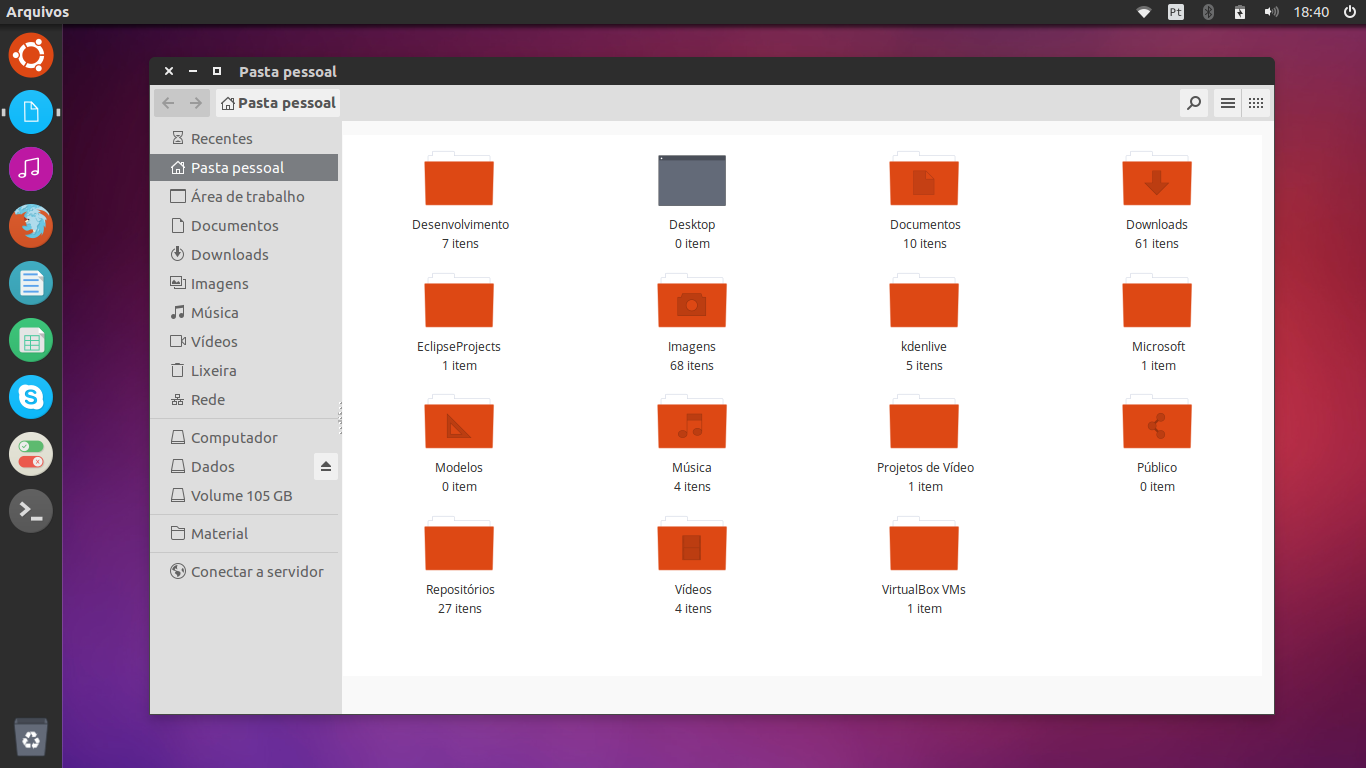 Arquivos
Pt
18:40
Pasta pessoal
Pasta pessoal
Recentes
Pasta pessoal
Área de trabalho
Documentos
Downloads
Imagens
Música
Vídeos
Lixeira
Rede
Computador
Dados
Volume 105 GB
Material
Conectar a servidor
Desenvolvimento
7 itens
Desktop
0 item
Documentos
10 itens
Downloads
61 itens
EclipseProjects
1 item
Imagens
68 itens
kdenlive
5 itens
Microsoft
1 item
Modelos
0 item
Música
4 itens
Projetos de Vídeo
1 item
Público
0 item
Repositórios
27 itens
Vídeos
4 itens
VirtualBox VMs
1 item